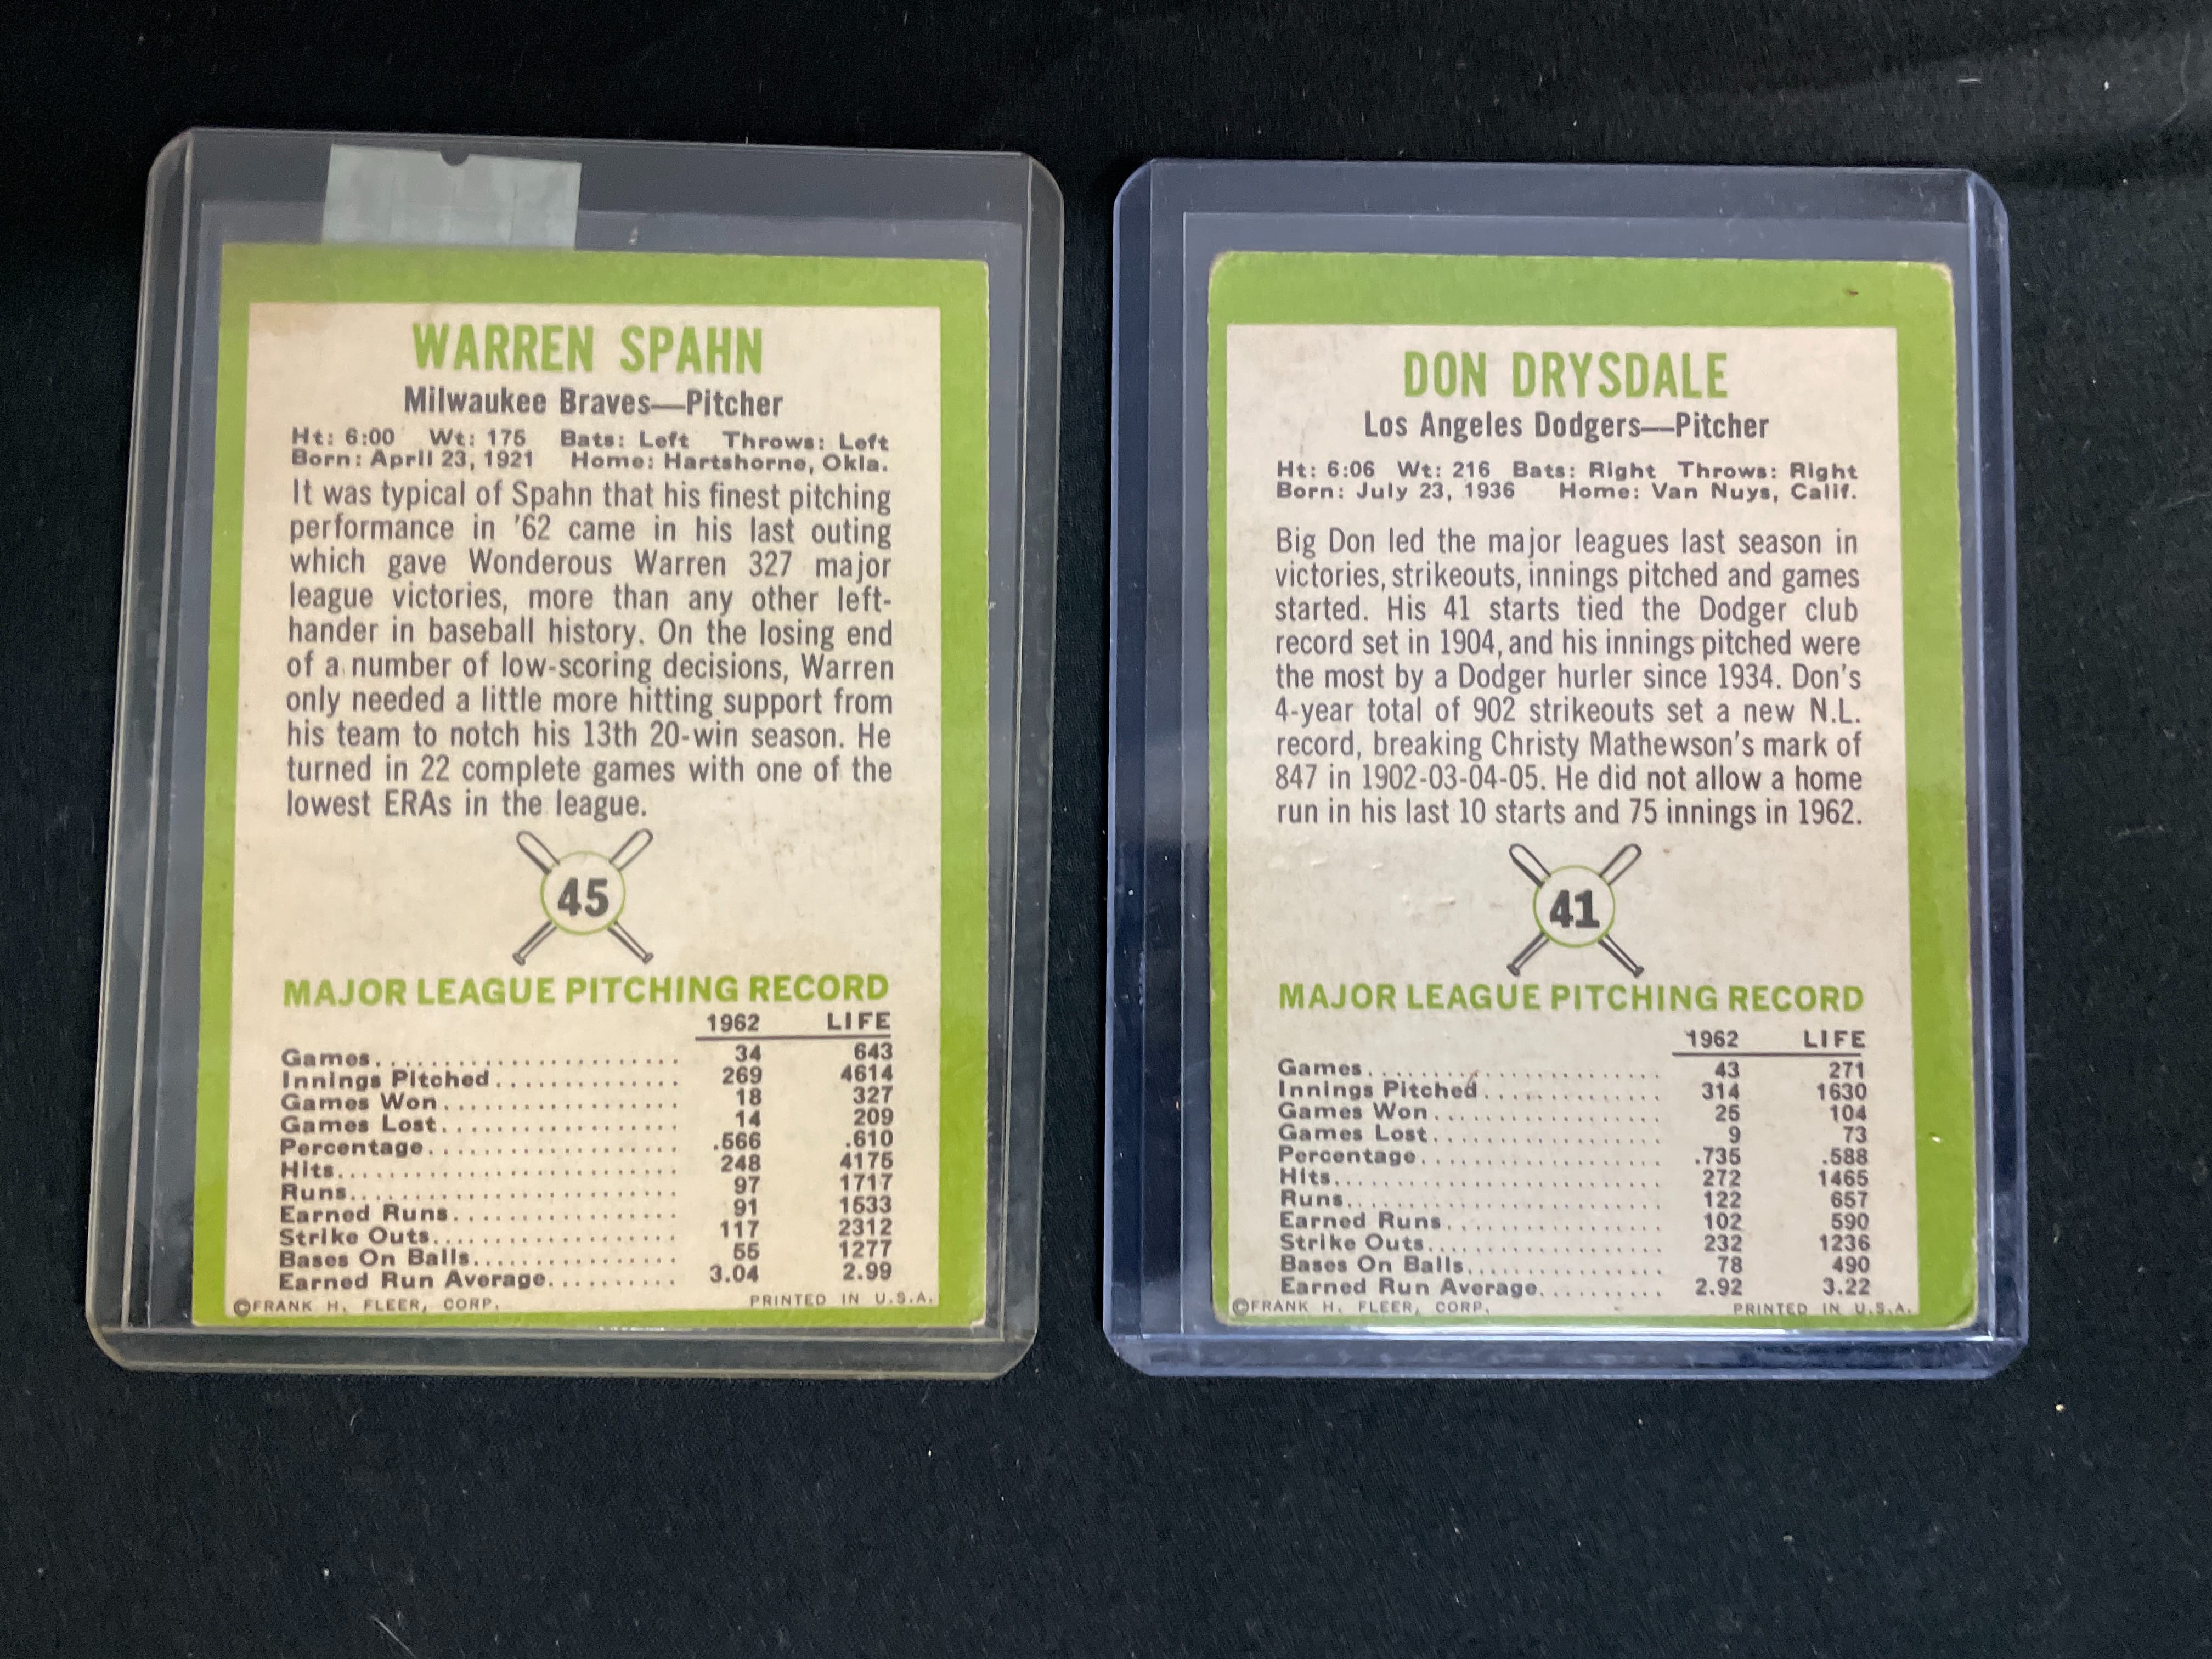 WARREN SPAHN
Milwaukee Braves—Pitcher
Ht: 6:00 Wt: 175 Bats: Left Throws: Left
Born: April 23, 1921 Home: Hartshorne, Okla.
It was typical of Spahn that his finest pitching
performance in '62 came in his last outing
which gave Wonderous Warren 327 major
league victories, more than any other left-
hander in baseball history. On the losing end
of a number of low-scoring decisions, Warren
only needed a little more hitting support from
his team to notch his 13th 20-win season. He
turned in 22 complete games with one of the
lowest ERAs in the league.
45
MAJOR LEAGUE PITCHING RECORD
1962 LIFE
Games........................ 34 643
Innings Pitched.............. 269 4614
Games Won.................. 18 327
Games Lost.................. 14 209
Percentage................... .566 .610
Hits.......................... 248 4175
Runs......................... 97 1717
Earned Runs................. 91 1533
Strike Outs................... 117 2312
Bases On Balls................ 55 1277
Earned Run Average.......... 3.04 2.99
©FRANK H. FLEER, CORP. PRINTED IN U.S.A.
DON DRYSDALE
Los Angeles Dodgers—Pitcher
Ht: 6:06 Wt: 216 Bats: Right Throws: Right
Born: July 23, 1936 Home: Van Nuys, Calif.
Big Don led the major leagues last season in
victories, strikeouts, innings pitched and games
started. His 41 starts tied the Dodger club
record set in 1904, and his innings pitched were
the most by a Dodger hurler since 1934. Don's
4-year total of 902 strikeouts set a new N.L.
record, breaking Christy Mathewson's mark of
847 in 1902-03-04-05. He did not allow a home
run in his last 10 starts and 75 innings in 1962.
41
MAJOR LEAGUE PITCHING RECORD
1962 LIFE
Games....................... 43 271
Innings Pitched............. 314 1630
Games Won................. 25 104
Games Lost................. 9 73
Percentage.................. .735 .588
Hits......................... 272 1465
Runs........................ 122 657
Earned Runs................ 102 590
Strike Outs.................. 232 1236
Bases On Balls............... 78 490
Earned Run Average......... 2.92 3.22
©FRANK H. FLEER, CORP. PRINTED IN U.S.A.